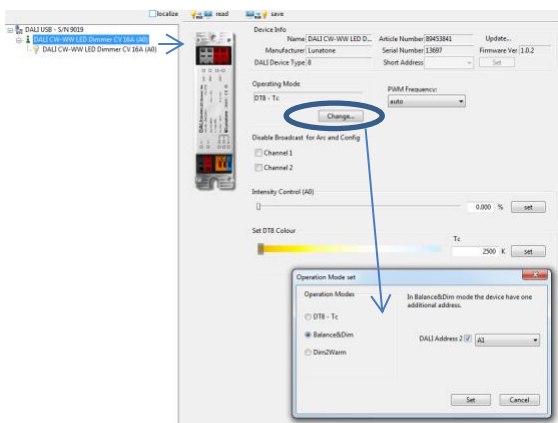 localize read save
DALI USB - S/N 9019
DALI CW-WW LED Dimmer CV 16A (A0)
DALI CW-WW LED Dimmer CV 16A (A0)
Device Info
Name DALI CW-WW LED D... Article Number 89453841 Update...
Manufacturer Lunatone Serial Number 13697 Firmware Ver 1.0.2
DALI Device Type 8 Short Address Set
Operating Mode
PWM Frequency:
DT8 - Tc
auto
Change...
Disable Broadcast for Arc and Config
Channel 1
Channel 2
Intensity Control (A0)
0.000 % set
Set DT8 Colour
Tc
2500 K set
Operation Mode set
Operation Modes
In Balance&Dim mode the device have one
additional address.
DT8 - Tc
Balance&Dim
DALI Address 2 A1
Dim2Warm
Set Cancel